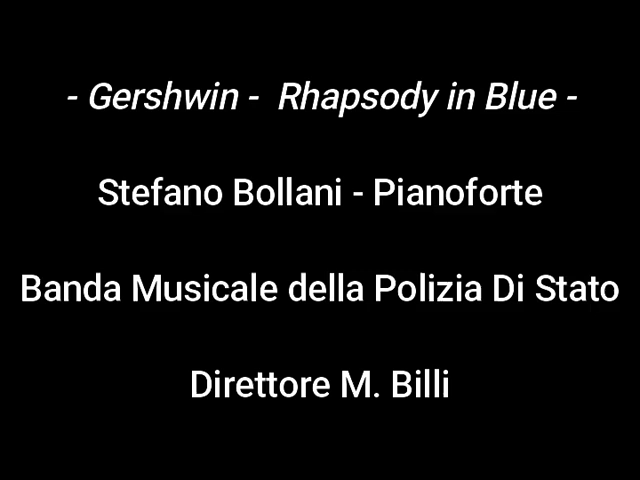 - Gershwin -  Rhapsody in Blue -
Stefano Bollani - Pianoforte
Banda Musicale della Polizia Di Stato
Direttore M. Billi